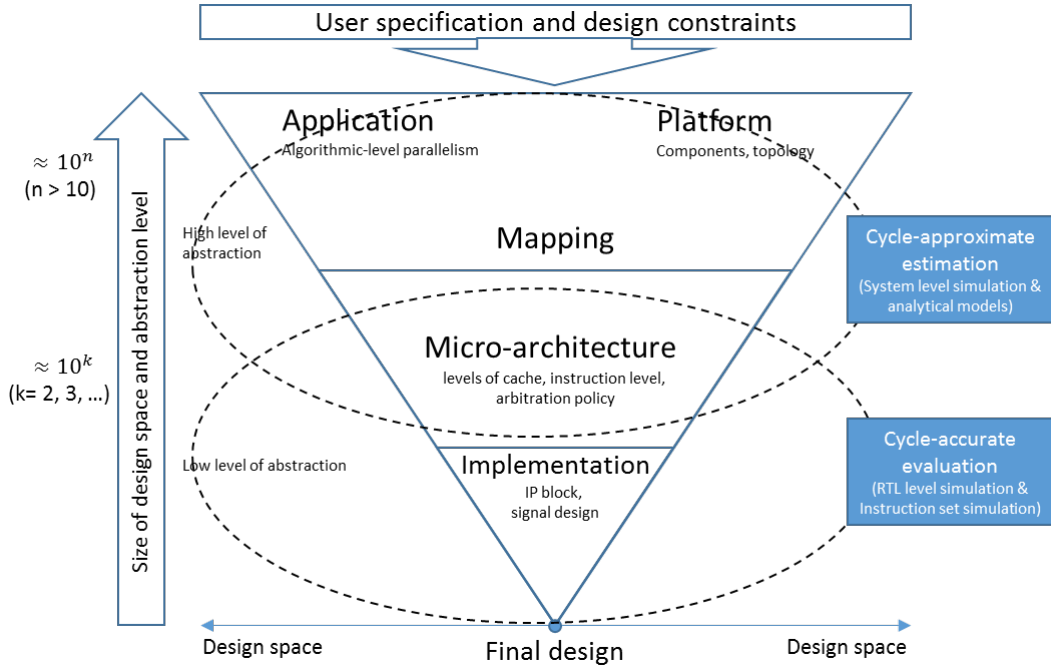 User specification and design constraints
Application
Algorithmic-level parallelism
Platform
Components, topology
≈ 10ⁿ
(n > 10)
High level of
abstraction
Mapping
Cycle-approximate
estimation
(System level simulation &
analytical models)
Size of design space and abstraction level
≈ 10ᵏ
(k= 2, 3, ...)
Micro-architecture
levels of cache, instruction level,
arbitration policy
Low level of abstraction
Implementation
IP block,
signal design
Cycle-accurate
evaluation
(RTL level simulation &
Instruction set simulation)
Design space
Final design
Design space